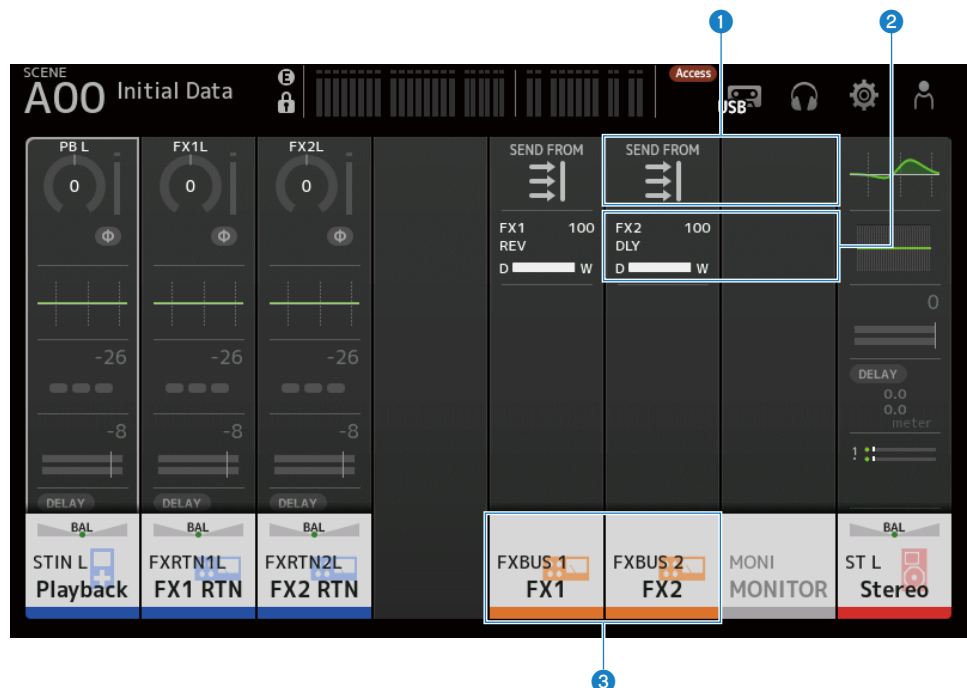 1 2
SCENE
A00 Initial Data
E
Access
USB
PB L FX1L FX2L SEND FROM SEND FROM
0 0 0
Φ Φ Φ
FX1 100 FX2 100
REV DLY
D W D W
0
-26 -26 -26
DELAY
0.0
0.0
meter
-8 -8 -8
!
DELAY DELAY DELAY
BAL BAL BAL BAL
STIN L FXRTN1L FXRTN2L FXBUS 1 FXBUS 2 MONI ST L
Playback FX1 RTN FX2 RTN FX1 FX2 MONITOR Stereo
3